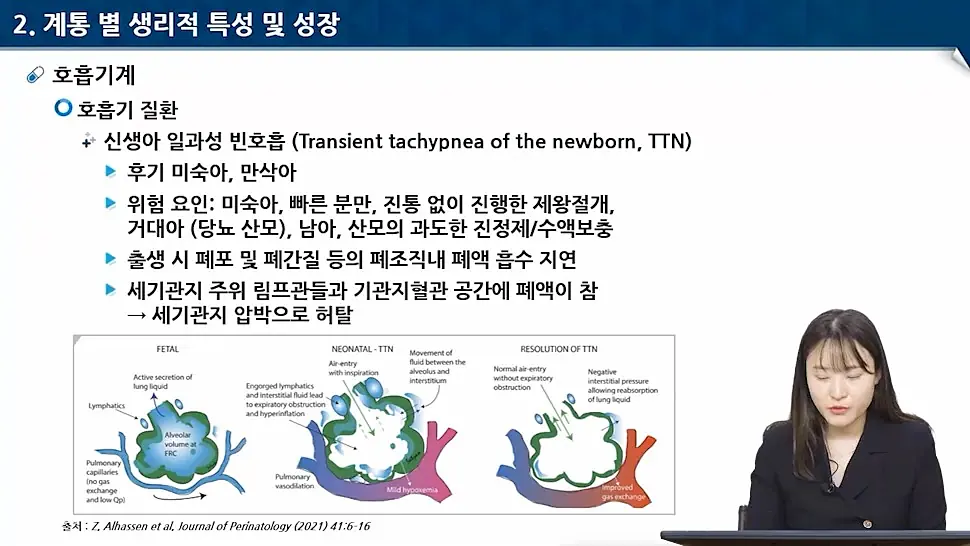 2. 계통 별 생리적 특성 및 성장
호흡기계
호흡기 질환
신생아 일과성 빈호흡 (Transient tachypnea of the newborn, TTN)
후기 미숙아, 만삭아
위험 요인: 미숙아, 빠른 분만, 진통 없이 진행한 제왕절개,
거대아 (당뇨 산모), 남아, 산모의 과도한 진정제/수액보충
출생 시 폐포 및 폐간질 등의 폐조직내 폐액 흡수 지연
세기관지 주위 림프관들과 기관지혈관 공간에 폐액이 참
→ 세기관지 압박으로 허탈
FETAL
Active secretion of
lung liquid
Lymphatics
Alveolar
volume at
FRC
Pulmonary
capillaries
(no gas
exchange
and low Qp)
NEONATAL - TTN
Air-entry
with inspiration
Movement of
fluid between the
alveolus and
interstitium
Engorged lymphatics
and interstitial fluid lead
to expiratory obstruction
and hyperinflation
Pulmonary
vasodilation
Mild hypoxemia
RESOLUTION OF TTN
Normal air-entry
without expiratory
obstruction
Negative
interstitial pressure
allowing reabsorption
of lung liquid
Improved
gas exchange
출처 : Z, Alhassen et al, Journal of Perinatology (2021) 41:6-16